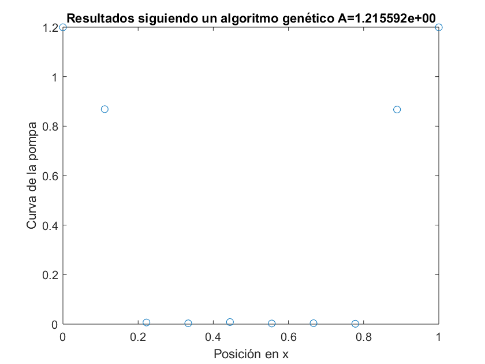 Resultados siguiendo un algoritmo genético A=1.215592e+00
1.2
1
0.8
0.6
0.4
0.2
0
Curva de la pompa
0 0.2 0.4 0.6 0.8 1
Posición en x